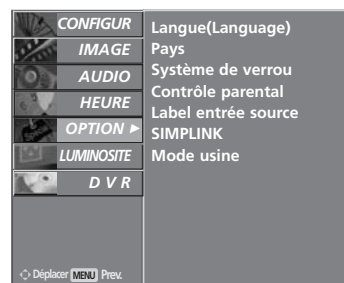 CONFIGUR
IMAGE
AUDIO
HEURE
OPTION ►
LUMINOSITE
D V R
Langue(Language)
Pays
Système de verrou
Contrôle parental
Label entrée source
SIMPLINK
Mode usine
Déplacer MENU Prev.